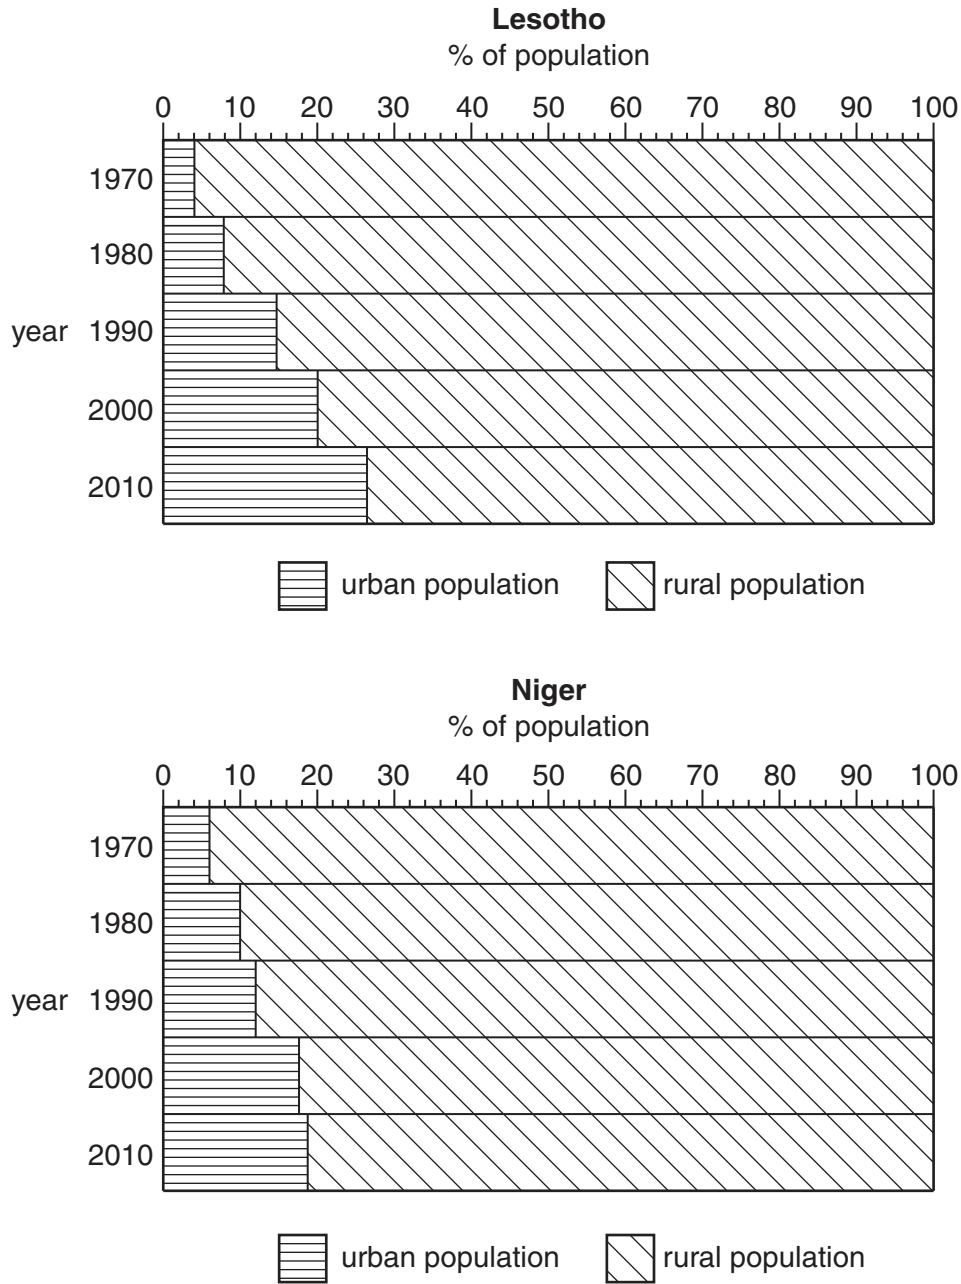 Lesotho
% of population
0 10 20 30 40 50 60 70 80 90 100
1970
1980
year 1990
2000
2010
urban population rural population
Niger
% of population
0 10 20 30 40 50 60 70 80 90 100
1970
1980
year 1990
2000
2010
urban population rural population